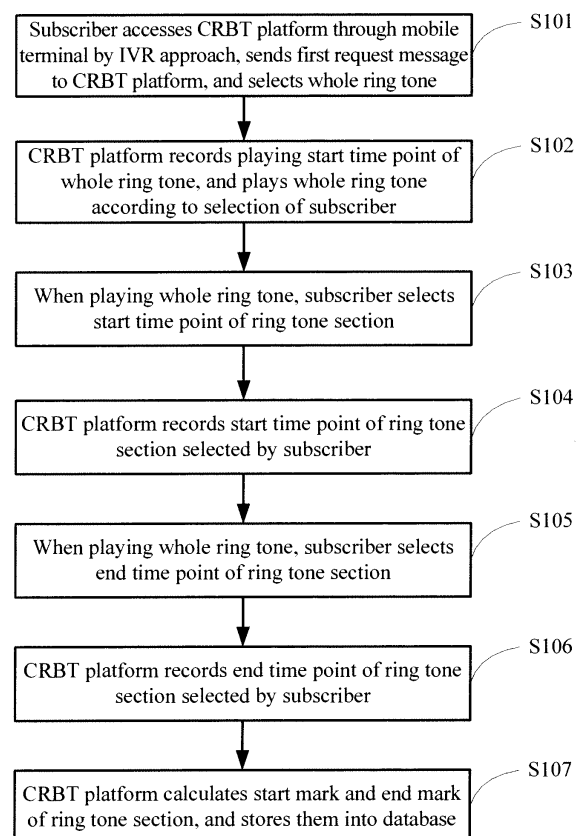 Subscriber accesses CRBT platform through mobile
terminal by IVR approach, sends first request message
to CRBT platform, and selects whole ring tone
S101
CRBT platform records playing start time point of
whole ring tone, and plays whole ring tone
according to selection of subscriber
S102
When playing whole ring tone, subscriber selects
start time point of ring tone section
S103
CRBT platform records start time point of ring tone
section selected by subscriber
S104
When playing whole ring tone, subscriber selects
end time point of ring tone section
S105
CRBT platform records end time point of ring tone
section selected by subscriber
S106
CRBT platform calculates start mark and end mark
of ring tone section, and stores them into database
S107